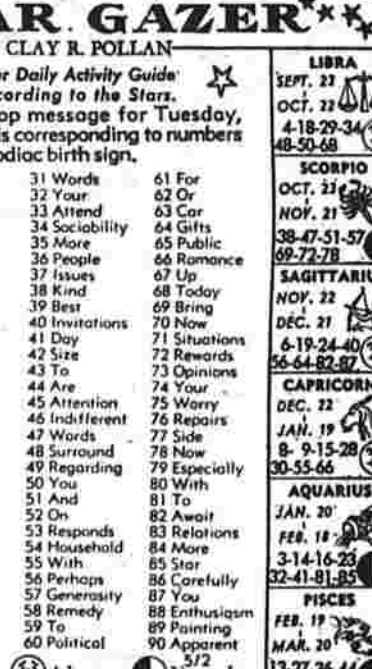 AR GAZER
CLAY R. POLLAN
r Daily Activity Guide
cording to the Stars.
op message for Tuesday,
is corresponding to numbers
odiac birth sign.
31 Words
32 Your
33 Attend
34 Sociability
35 More
36 People
37 Issues
38 Kind
39 Best
40 Invitations
41 Day
42 Size
43 To
44 Are
45 Attention
46 Indifferent
47 Words
48 Surround
49 Regarding
50 You
51 And
52 On
53 Responds
54 Household
55 With
56 Perhaps
57 Generosity
58 Remedy
59 To
60 Political
61 For
62 Or
63 Car
64 Gifts
65 Public
66 Romance
67 Up
68 Today
69 Bring
70 Now
71 Situations
72 Rewards
73 Opinions
74 Your
75 Worry
76 Repairs
77 Side
78 Now
79 Especially
80 With
81 To
82 Await
83 Relations
84 More
85 Star
86 Carefully
87 You
88 Enthusiasm
89 Painting
90 Apparent
5/2
LIBRA
SEPT. 23
OCT. 22
4-18-29-34
48-50-68
SCORPIO
OCT. 23
NOV. 21
38-47-51-57
69-72-78
SAGITTARIU
NOV. 22
DEC. 21
6-19-24-40
56-64-82-87
CAPRICORN
DEC. 22
JAN. 19
8- 9-15-28
30-55-66
AQUARIUS
JAN. 20
FEB. 18
3-14-16-23
32-41-81-85
PISCES
FEB. 19
MAR. 20